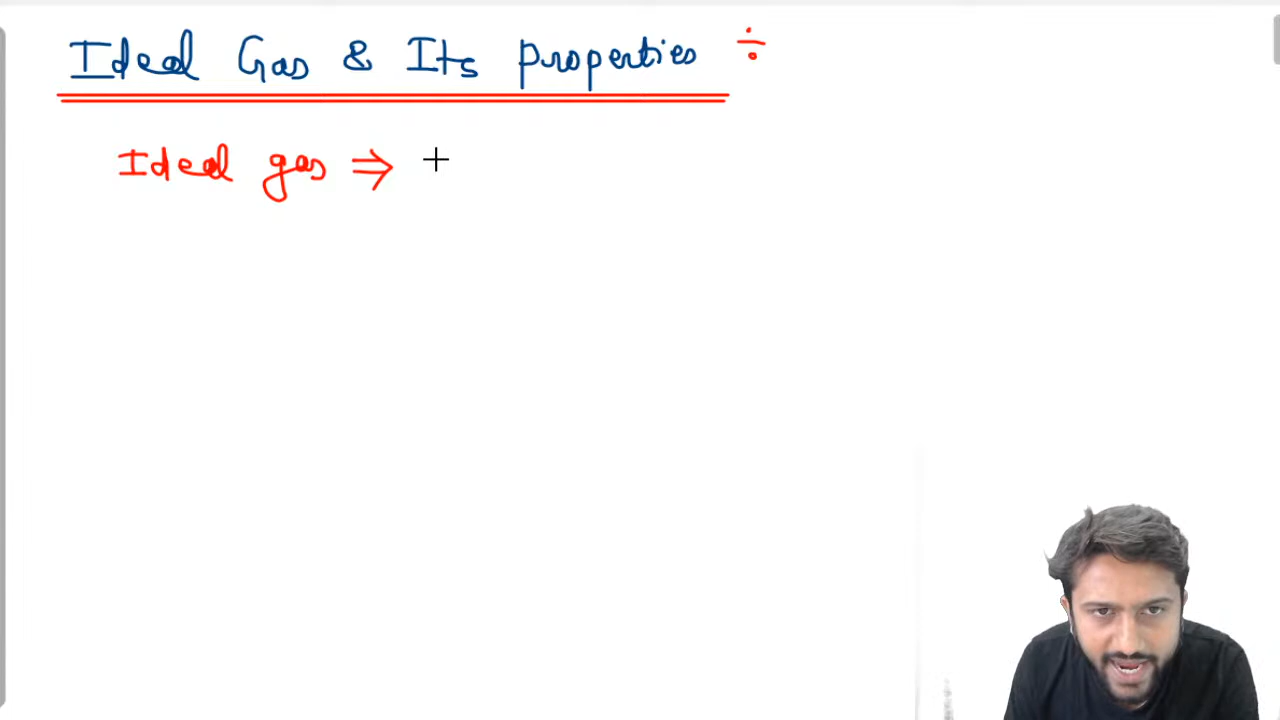 Ideal Gas & Its properties ÷
Ideal gas ⇒